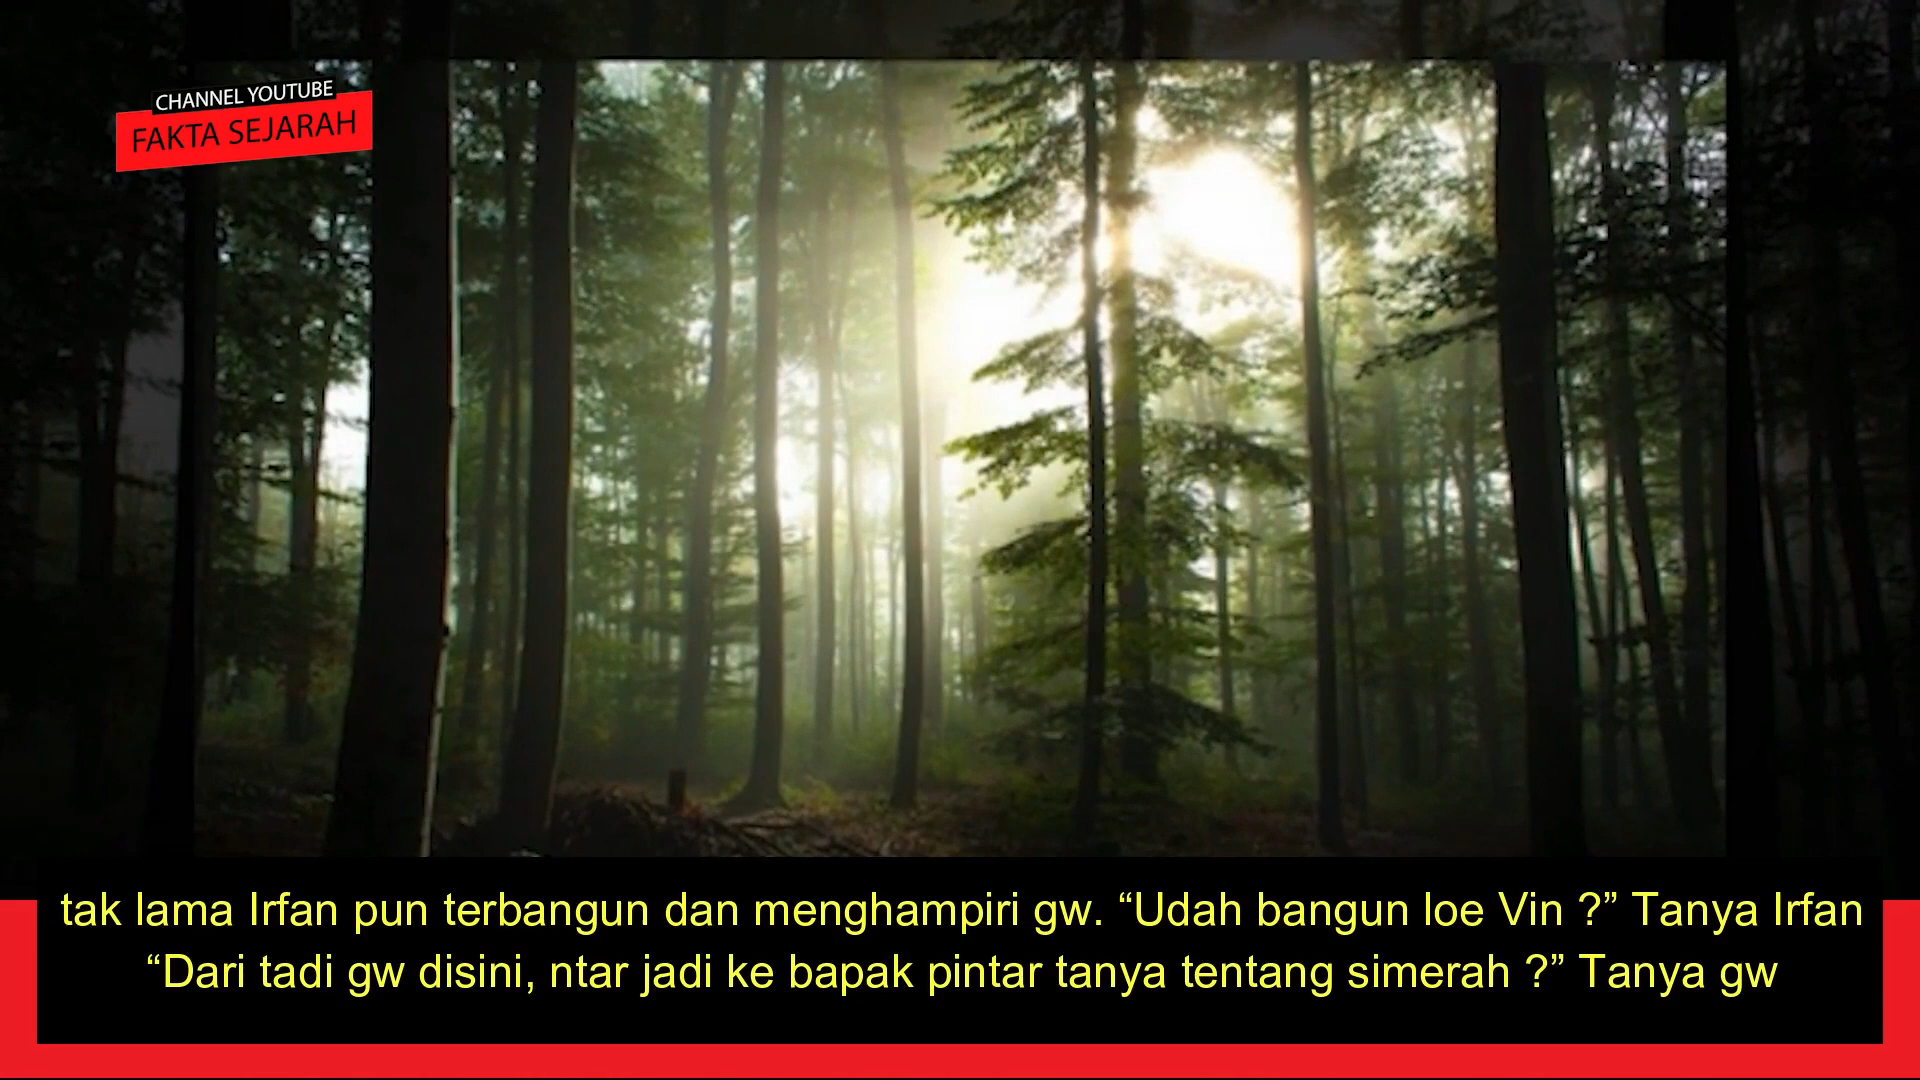 CHANNEL YOUTUBE
FAKTA SEJARAH
tak lama Irfan pun terbangun dan menghampiri gw. “Udah bangun loe Vin ?” Tanya Irfan
“Dari tadi gw disini, ntar jadi ke bapak pintar tanya tentang simerah ?” Tanya gw